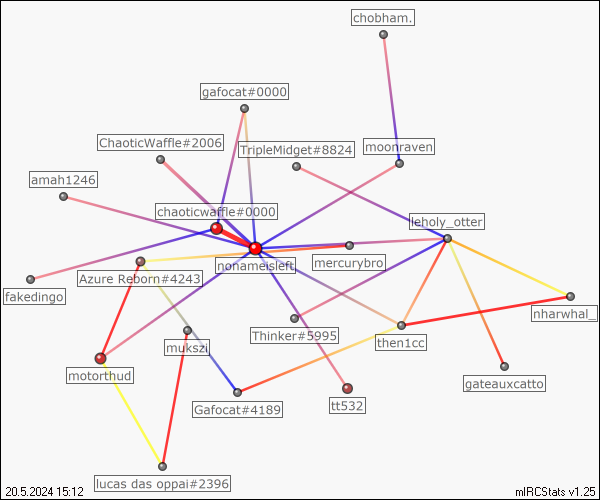 chobham.
gafocat#0000
ChaoticWaffle#2006
TripleMidget#8824
moonraven
amah1246
chaoticwaffle#0000
leholy_otter
nonameisleft
mercurybro
Azure Reborn#4243
fakedingo
nharwhal_
Thinker#5995
then1cc
mukszi
motorthud
gateauxcatto
Gafocat#4189
tt532
lucas das oppai#2396
20.5.2024 15:12
mIRCStats v1.25